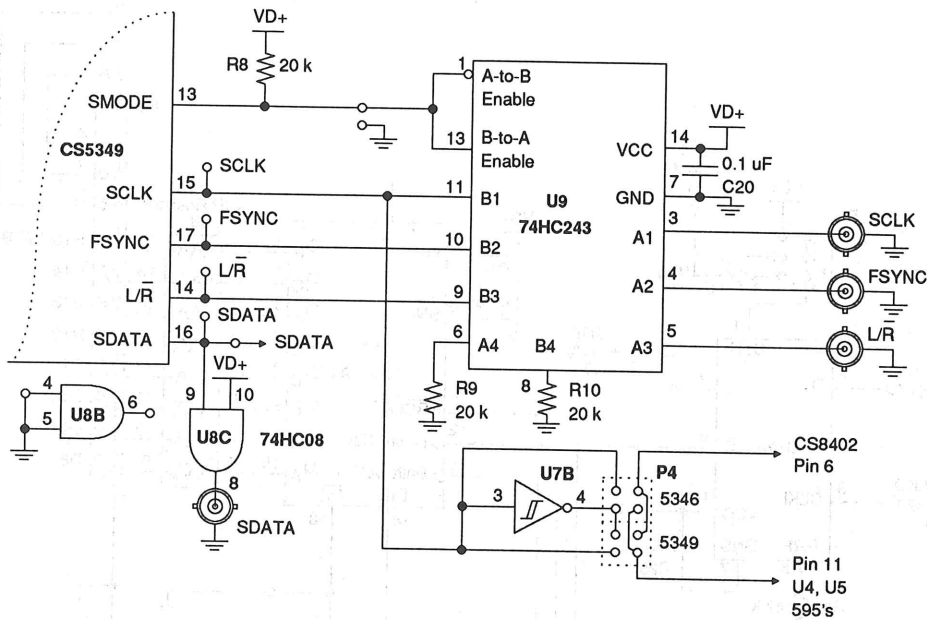 VD+
R8
20 k
13
SMODE
CS5349
SCLK
15
SCLK
FSYNC
17
FSYNC
L/R̅
14
L/R̅
SDATA
16
SDATA
SDATA
1
A-to-B
Enable
13
B-to-A
Enable
11
B1
10
B2
9
B3
6
A4
U9
74HC243
VCC
14
VD+
0.1 uF
GND
7
C20
3
A1
SCLK
4
A2
FSYNC
5
A3
L/R̅
B4
8
R9
20 k
R10
20 k
4
5
U8B
6
VD+
9
10
U8C
74HC08
8
SDATA
U7B
3
4
P4
5346
5349
CS8402
Pin 6
Pin 11
U4, U5
595's